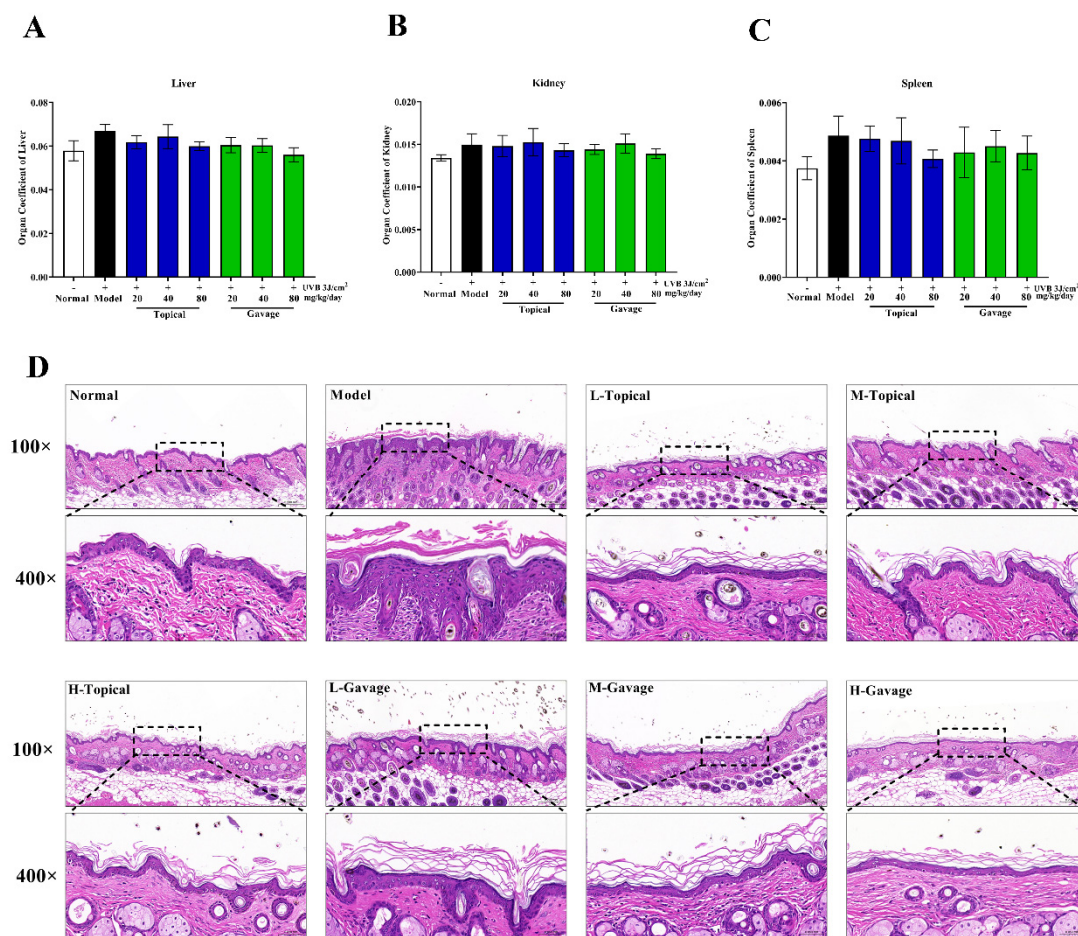 A
Liver
Organ Coefficient of Liver
0.08
0.06
0.04
0.02
0.00
- + + + + + + + UVB 3J/cm²
Normal Model 20 40 80 20 40 80 mg/kg/day
Topical Gavage
B
Kidney
Organ Coefficient of Kidney
0.020
0.015
0.010
0.005
0.000
- + + + + + + + UVB 3J/cm²
Normal Model 20 40 80 20 40 80 mg/kg/day
Topical Gavage
C
Spleen
Organ Coefficient of Spleen
0.006
0.004
0.002
0.000
- + + + + + + + UVB 3J/cm²
Normal Model 20 40 80 20 40 80 mg/kg/day
Topical Gavage
D
Normal Model L-Topical M-Topical
100×
400×
H-Topical L-Gavage M-Gavage H-Gavage
100×
400×